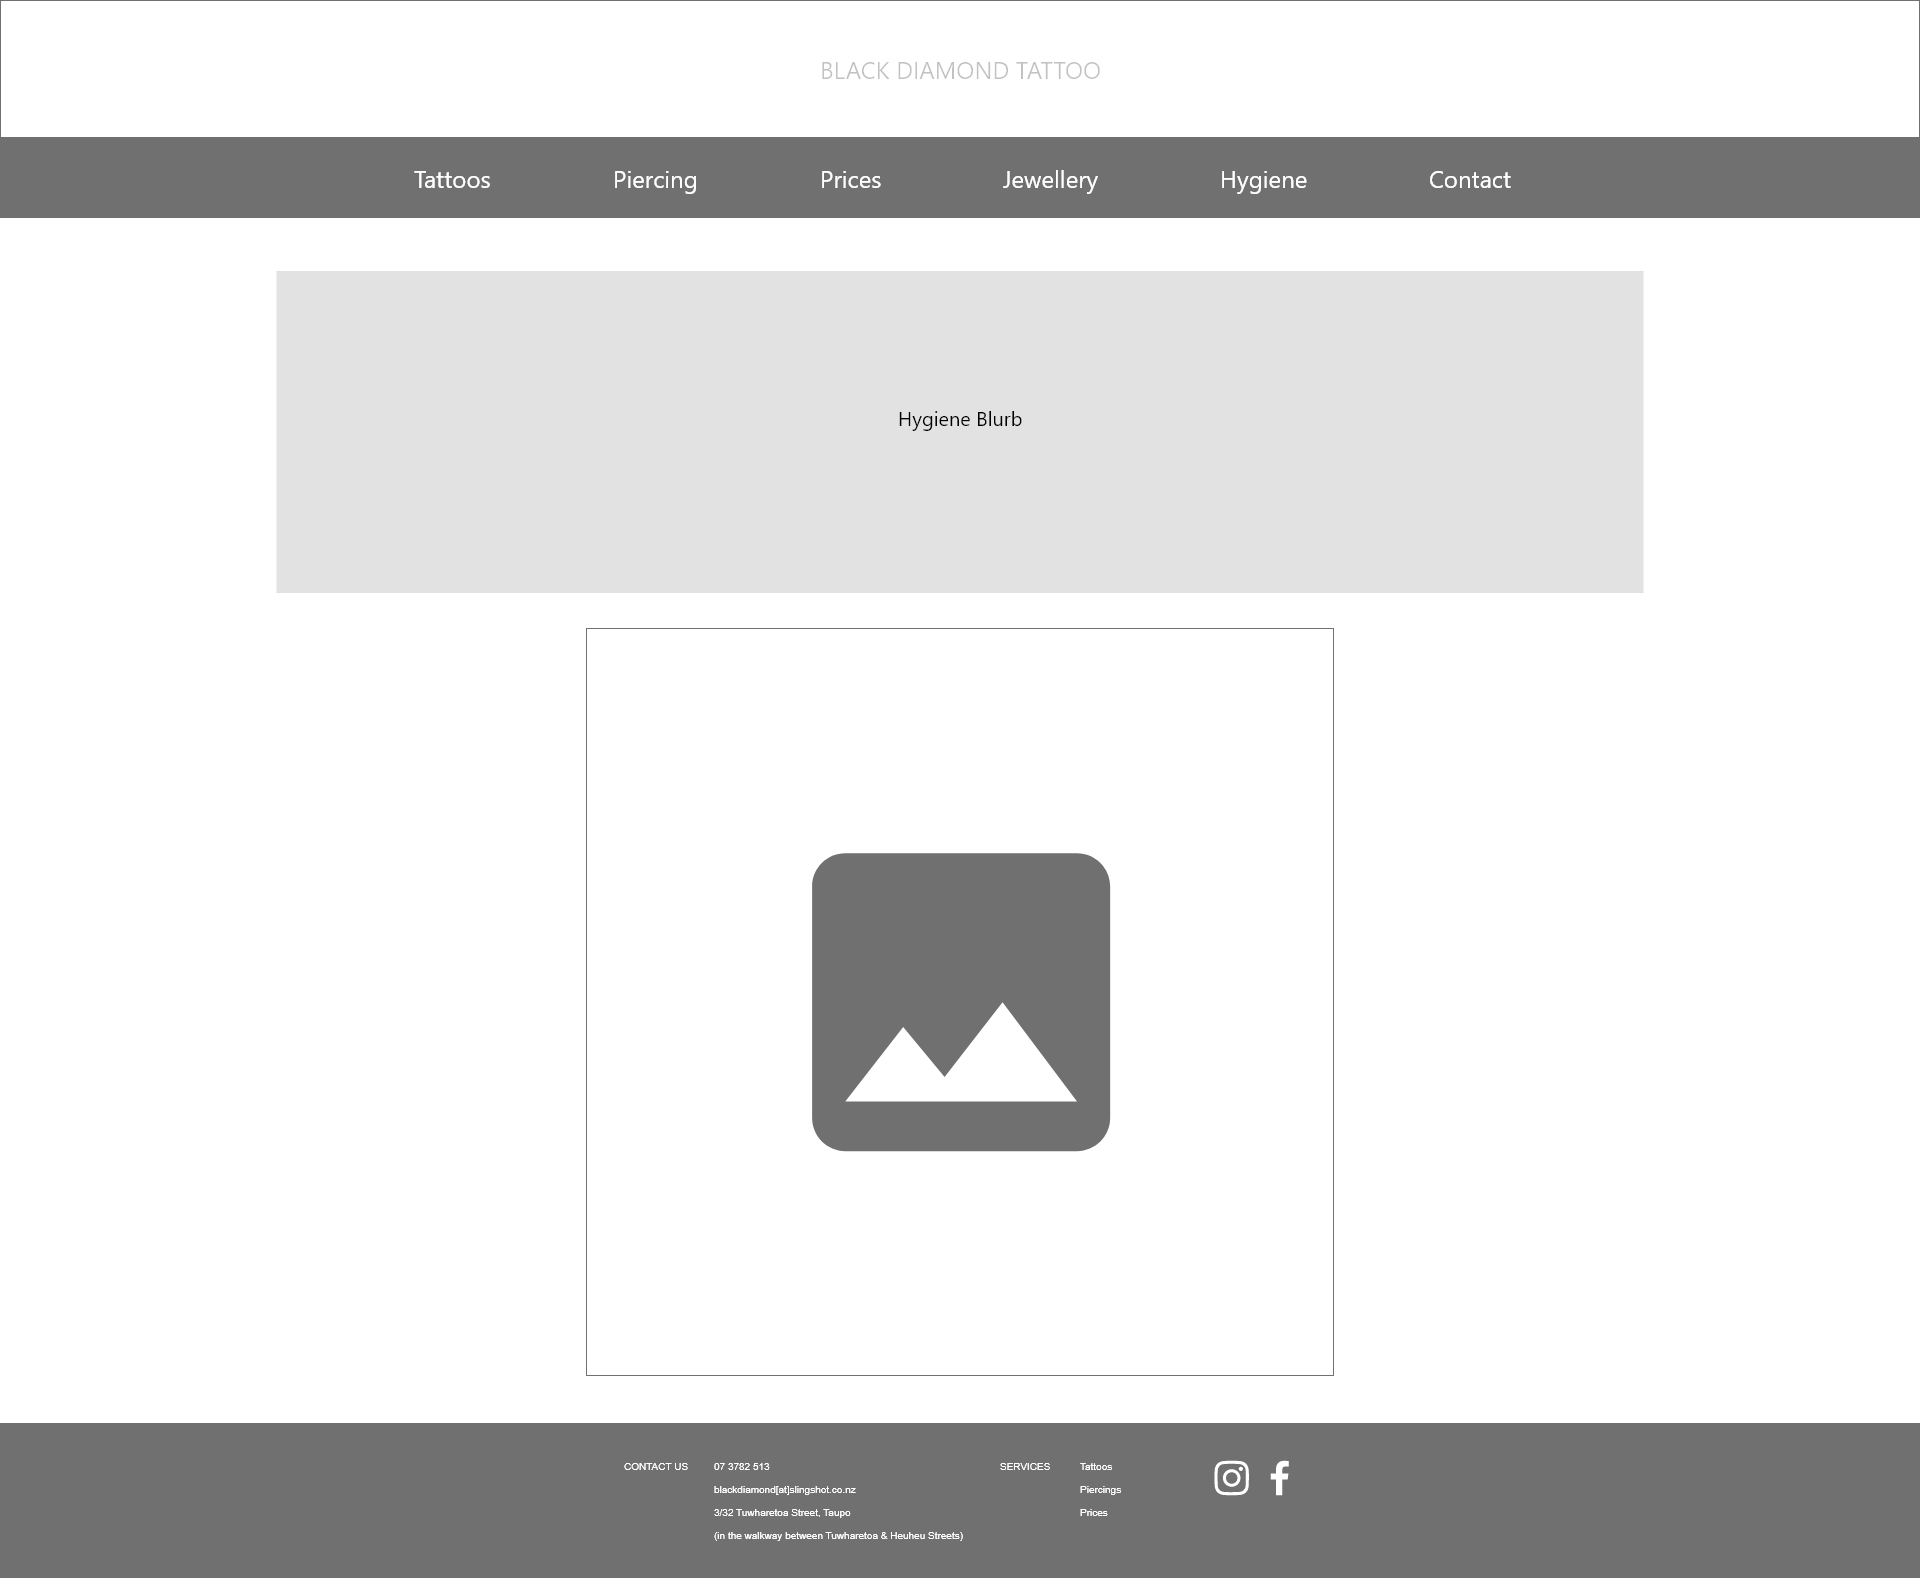 BLACK DIAMOND TATTOO
Tattoos Piercing Prices Jewellery Hygiene Contact
Hygiene Blurb
CONTACT US 07 3782 513 SERVICES Tattoos
blackdiamond[at]slingshot.co.nz Piercings
3/32 Tuwharetoa Street, Taupo Prices
(in the walkway between Tuwharetoa & Heuheu Streets)